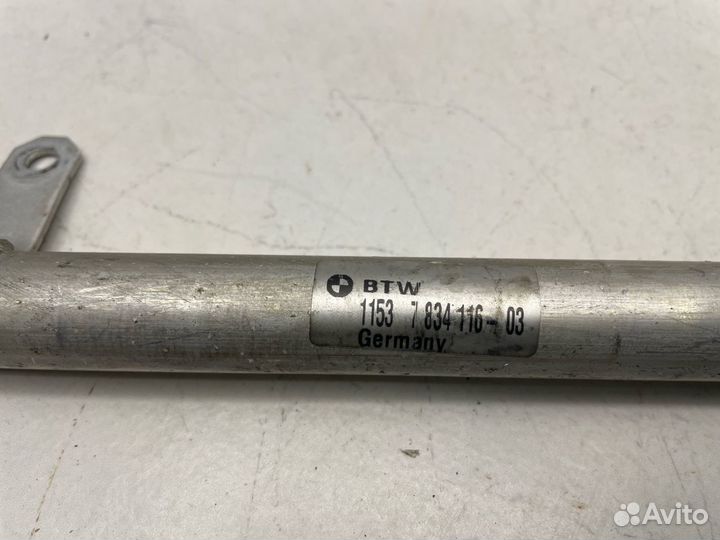 BTW
1153 7 834 116-03
Germany
Avito